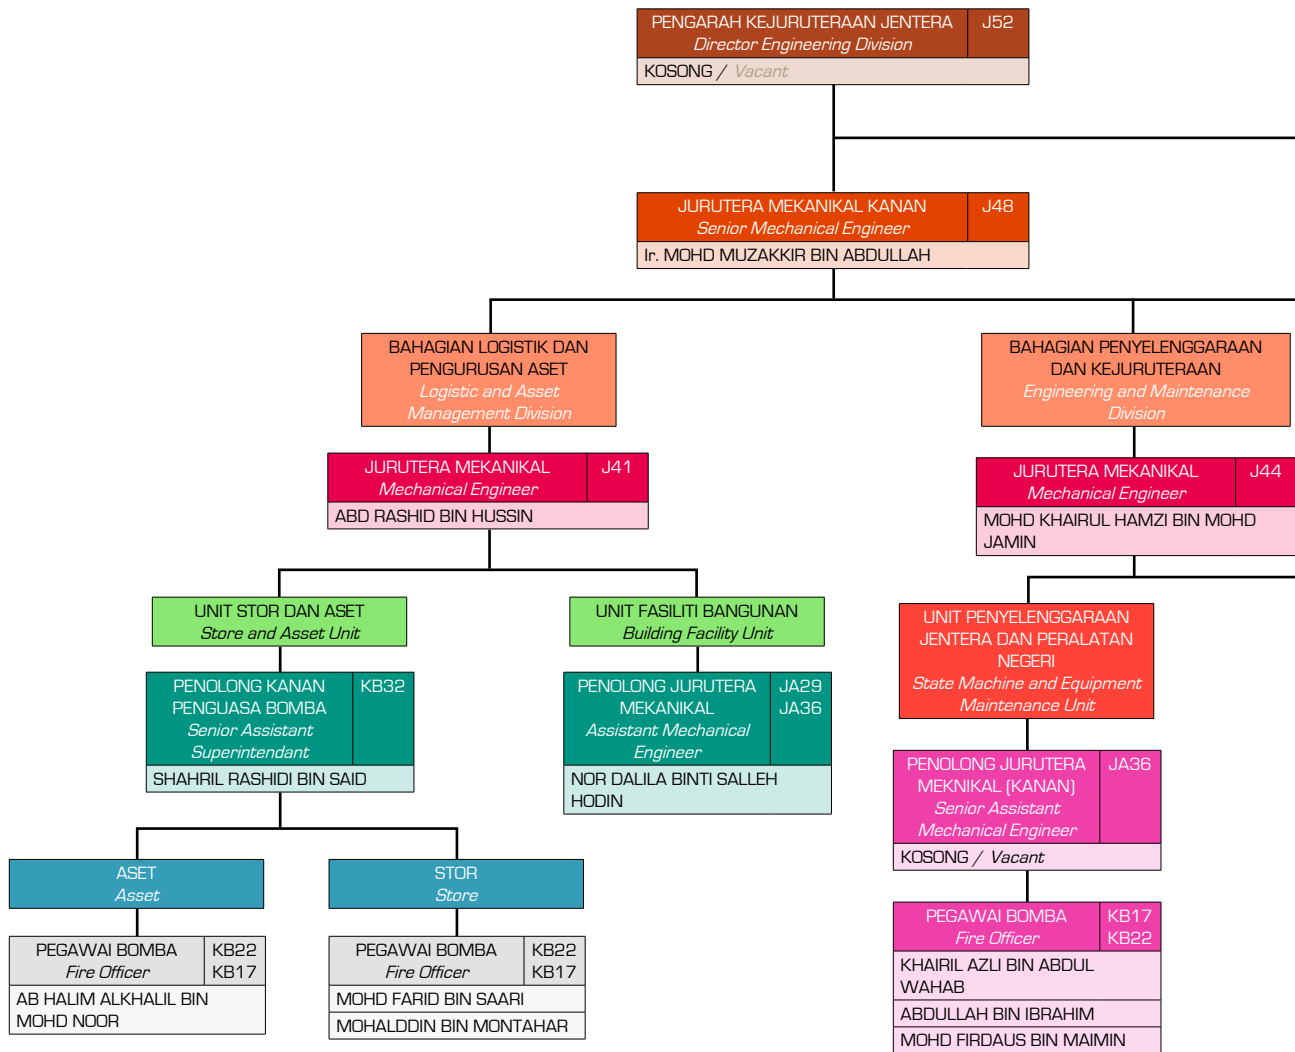 PENGARAH KEJURUTERAAN JENTERA
Director Engineering Division
J52
KOSONG / Vacant
JURUTERA MEKANIKAL KANAN
Senior Mechanical Engineer
J48
Ir. MOHD MUZAKKIR BIN ABDULLAH
BAHAGIAN LOGISTIK DAN
PENGURUSAN ASET
Logistic and Asset
Management Division
BAHAGIAN PENYELENGGARAAN
DAN KEJURUTERAAN
Engineering and Maintenance
Division
JURUTERA MEKANIKAL
Mechanical Engineer
J41
ABD RASHID BIN HUSSIN
JURUTERA MEKANIKAL
Mechanical Engineer
J44
MOHD KHAIRUL HAMZI BIN MOHD
JAMIN
UNIT STOR DAN ASET
Store and Asset Unit
UNIT FASILITI BANGUNAN
Building Facility Unit
UNIT PENYELENGGARAAN
JENTERA DAN PERALATAN
NEGERI
State Machine and Equipment
Maintenance Unit
PENOLONG KANAN
PENGUASA BOMBA
Senior Assistant
Superintendant
KB32
SHAHRIL RASHIDI BIN SAID
PENOLONG JURUTERA
MEKANIKAL
Assistant Mechanical
Engineer
JA29
JA36
NOR DALILA BINTI SALLEH
HODIN
PENOLONG JURUTERA
MEKNIKAL (KANAN)
Senior Assistant
Mechanical Engineer
JA36
KOSONG / Vacant
ASET
Asset
STOR
Store
PEGAWAI BOMBA
Fire Officer
KB22
KB17
AB HALIM ALKHALIL BIN
MOHD NOOR
PEGAWAI BOMBA
Fire Officer
KB22
KB17
MOHD FARID BIN SAARI
MOHALDDIN BIN MONTAHAR
PEGAWAI BOMBA
Fire Officer
KB17
KB22
KHAIRIL AZLI BIN ABDUL
WAHAB
ABDULLAH BIN IBRAHIM
MOHD FIRDAUS BIN MAIMIN